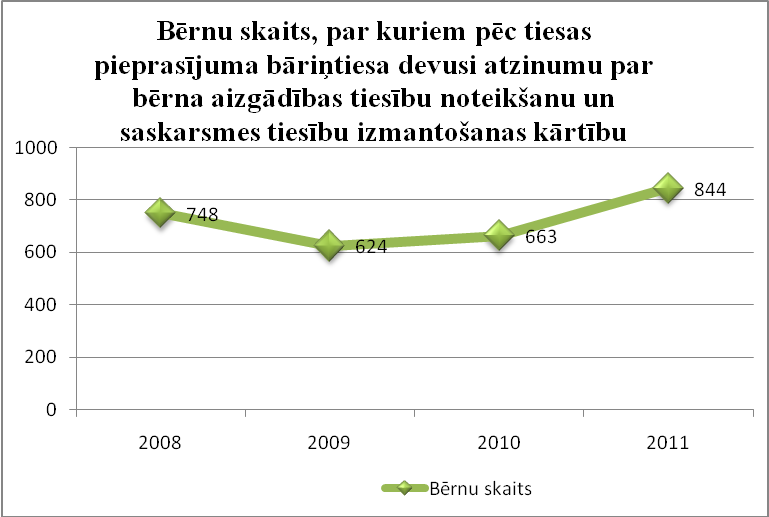 Bērnu skaits, par kuriem pēc tiesas
pieprasījuma bāriņtiesa devusi atzinumu par
bērna aizgādības tiesību noteikšanu un
saskarsmes tiesību izmantošanas kārtību
1000
800
600
400
200
0
748
624
663
844
2008 2009 2010 2011
Bērnu skaits